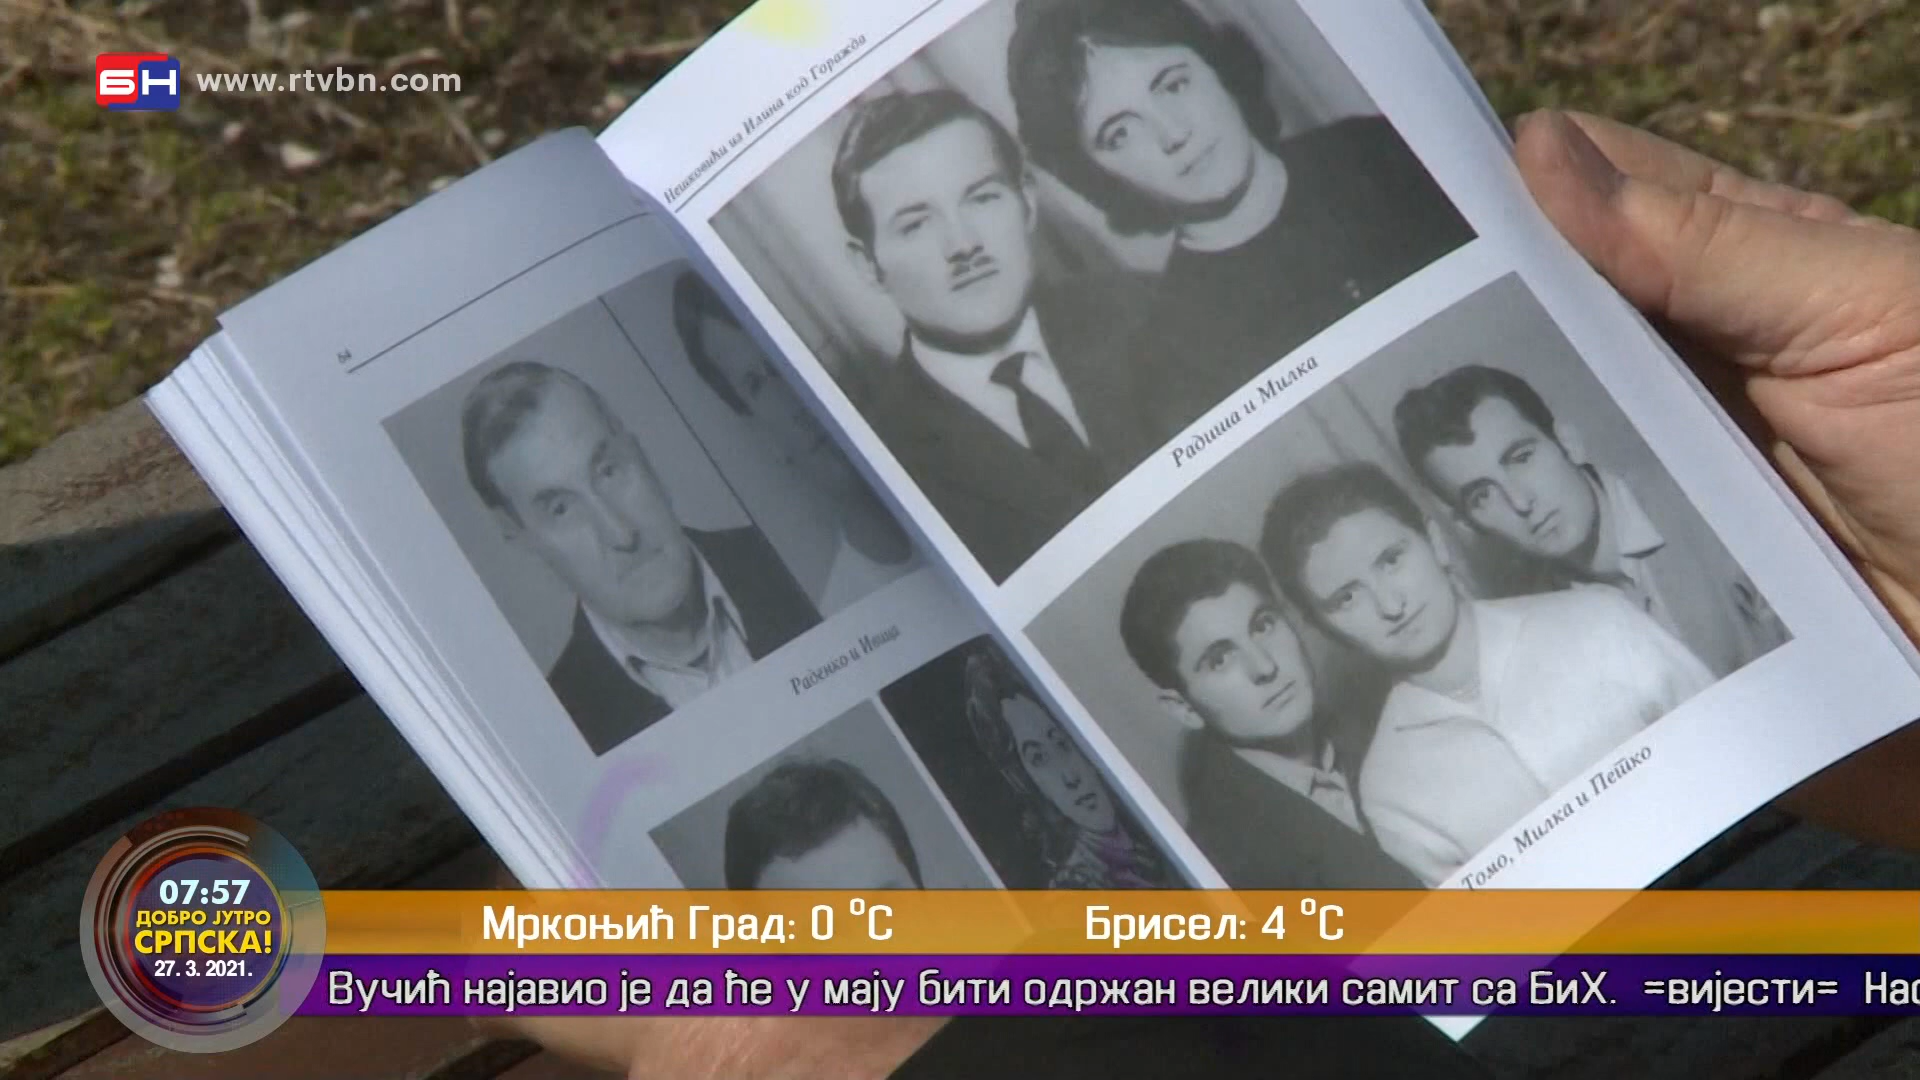 БН www.rtvbn.com
Нешковићи из Илина код Горажда
84
Радиша и Милка
Раденко и Ивица
Томо, Милка и Петко
07:57
ДОБРО ЈУТРО
СРПСКА!
27. 3. 2021.
Мркоњић Град: 0 °C Брисел: 4 °C
Вучић најавио је да ће у мају бити одржан велики самит са БиХ. =вијести= Нас